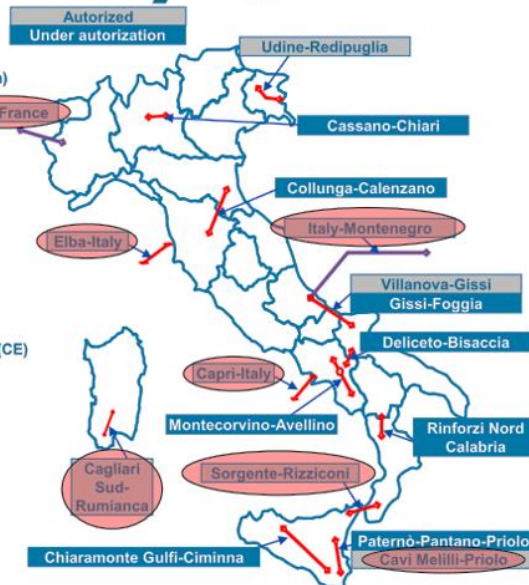 Autorized
Under autorization
Udine-Redipuglia
)
France
Cassano-Chiari
Collunga-Calenzano
Elba-Italy
Italy-Montenegro
Villanova-Gissi
Gissi-Foggia
(CE)
Deliceto-Bisaccia
Capri-Italy
Montecorvino-Avellino
Rinforzi Nord
Calabria
Cagliari
Sud-
Rumianca
Sorgente-Rizziconi
Chiaramonte Gulfi-Ciminna
Paternò-Pantano-Priolo
Cavi Melilli-Priolo